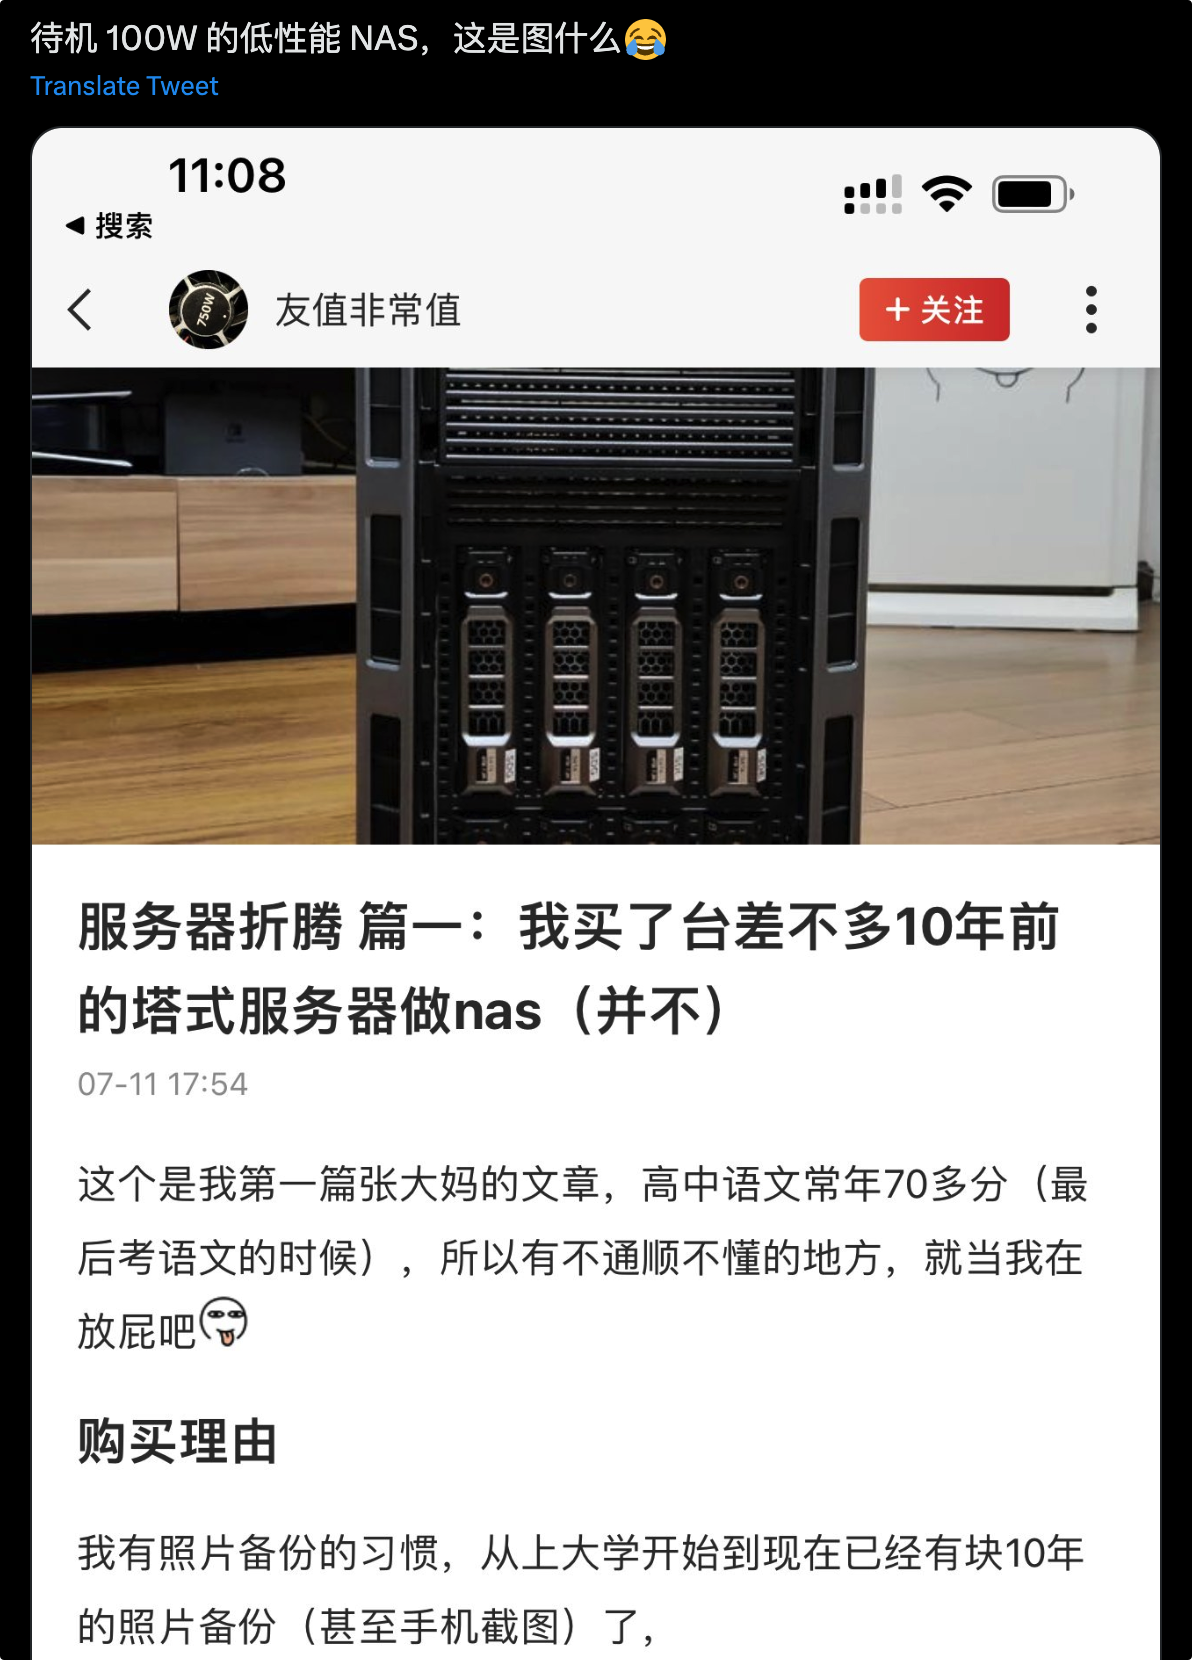 待机 100W 的低性能 NAS，这是图什么😂
Translate Tweet
11:08
◀ 搜索
750W
友值非常值
+ 关注
服务器折腾 篇一：我买了台差不多10年前
的塔式服务器做nas（并不）
07-11 17:54
这个是我第一篇张大妈的文章，高中语文常年70多分（最
后考语文的时候），所以有不通顺不懂的地方，就当我在
放屁吧
购买理由
我有照片备份的习惯，从上大学开始到现在已经有块10年
的照片备份（甚至手机截图）了，